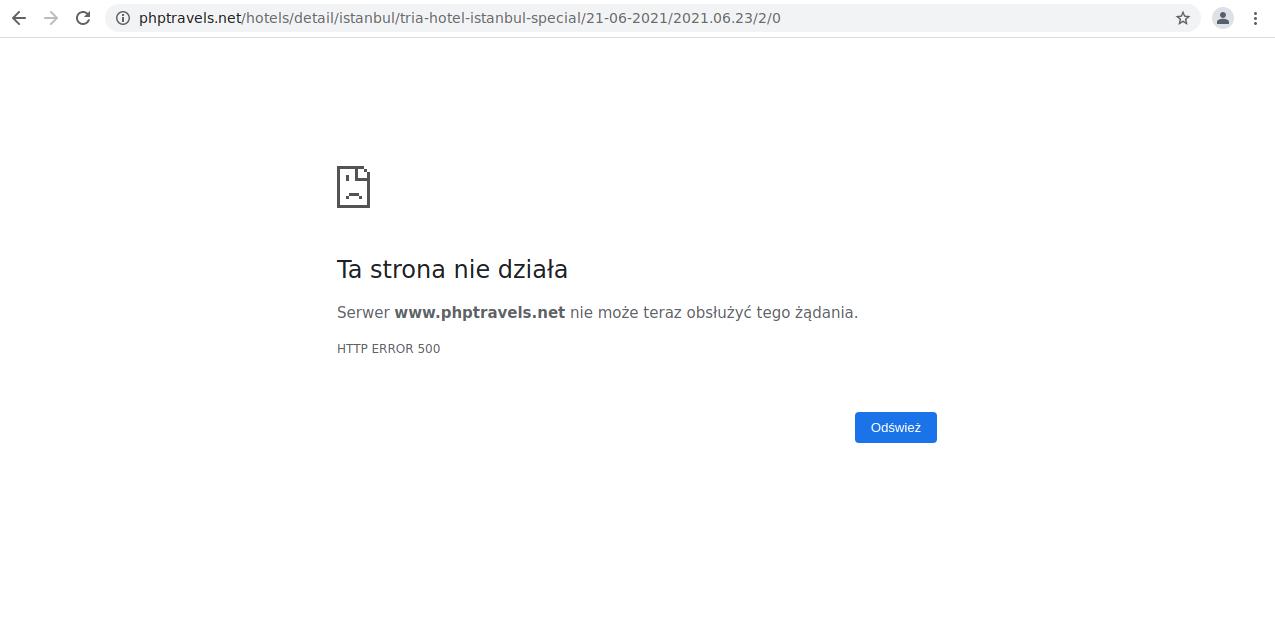 phptravels.net/hotels/detail/istanbul/tria-hotel-istanbul-special/21-06-2021/2021.06.23/2/0
Ta strona nie działa
Serwer www.phptravels.net nie może teraz obsłużyć tego żądania.
HTTP ERROR 500
Odśwież